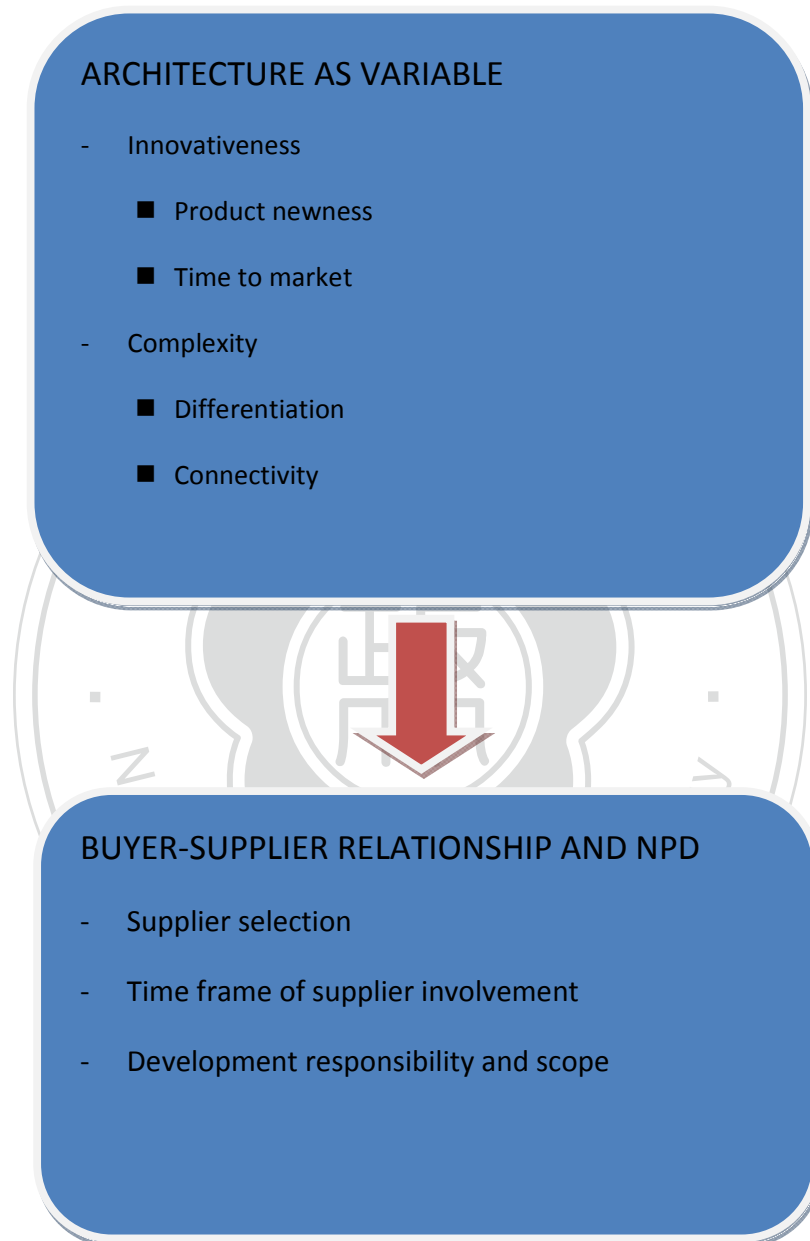 ARCHITECTURE AS VARIABLE
- Innovativeness
■ Product newness
■ Time to market
- Complexity
■ Differentiation
■ Connectivity
BUYER-SUPPLIER RELATIONSHIP AND NPD
- Supplier selection
- Time frame of supplier involvement
- Development responsibility and scope